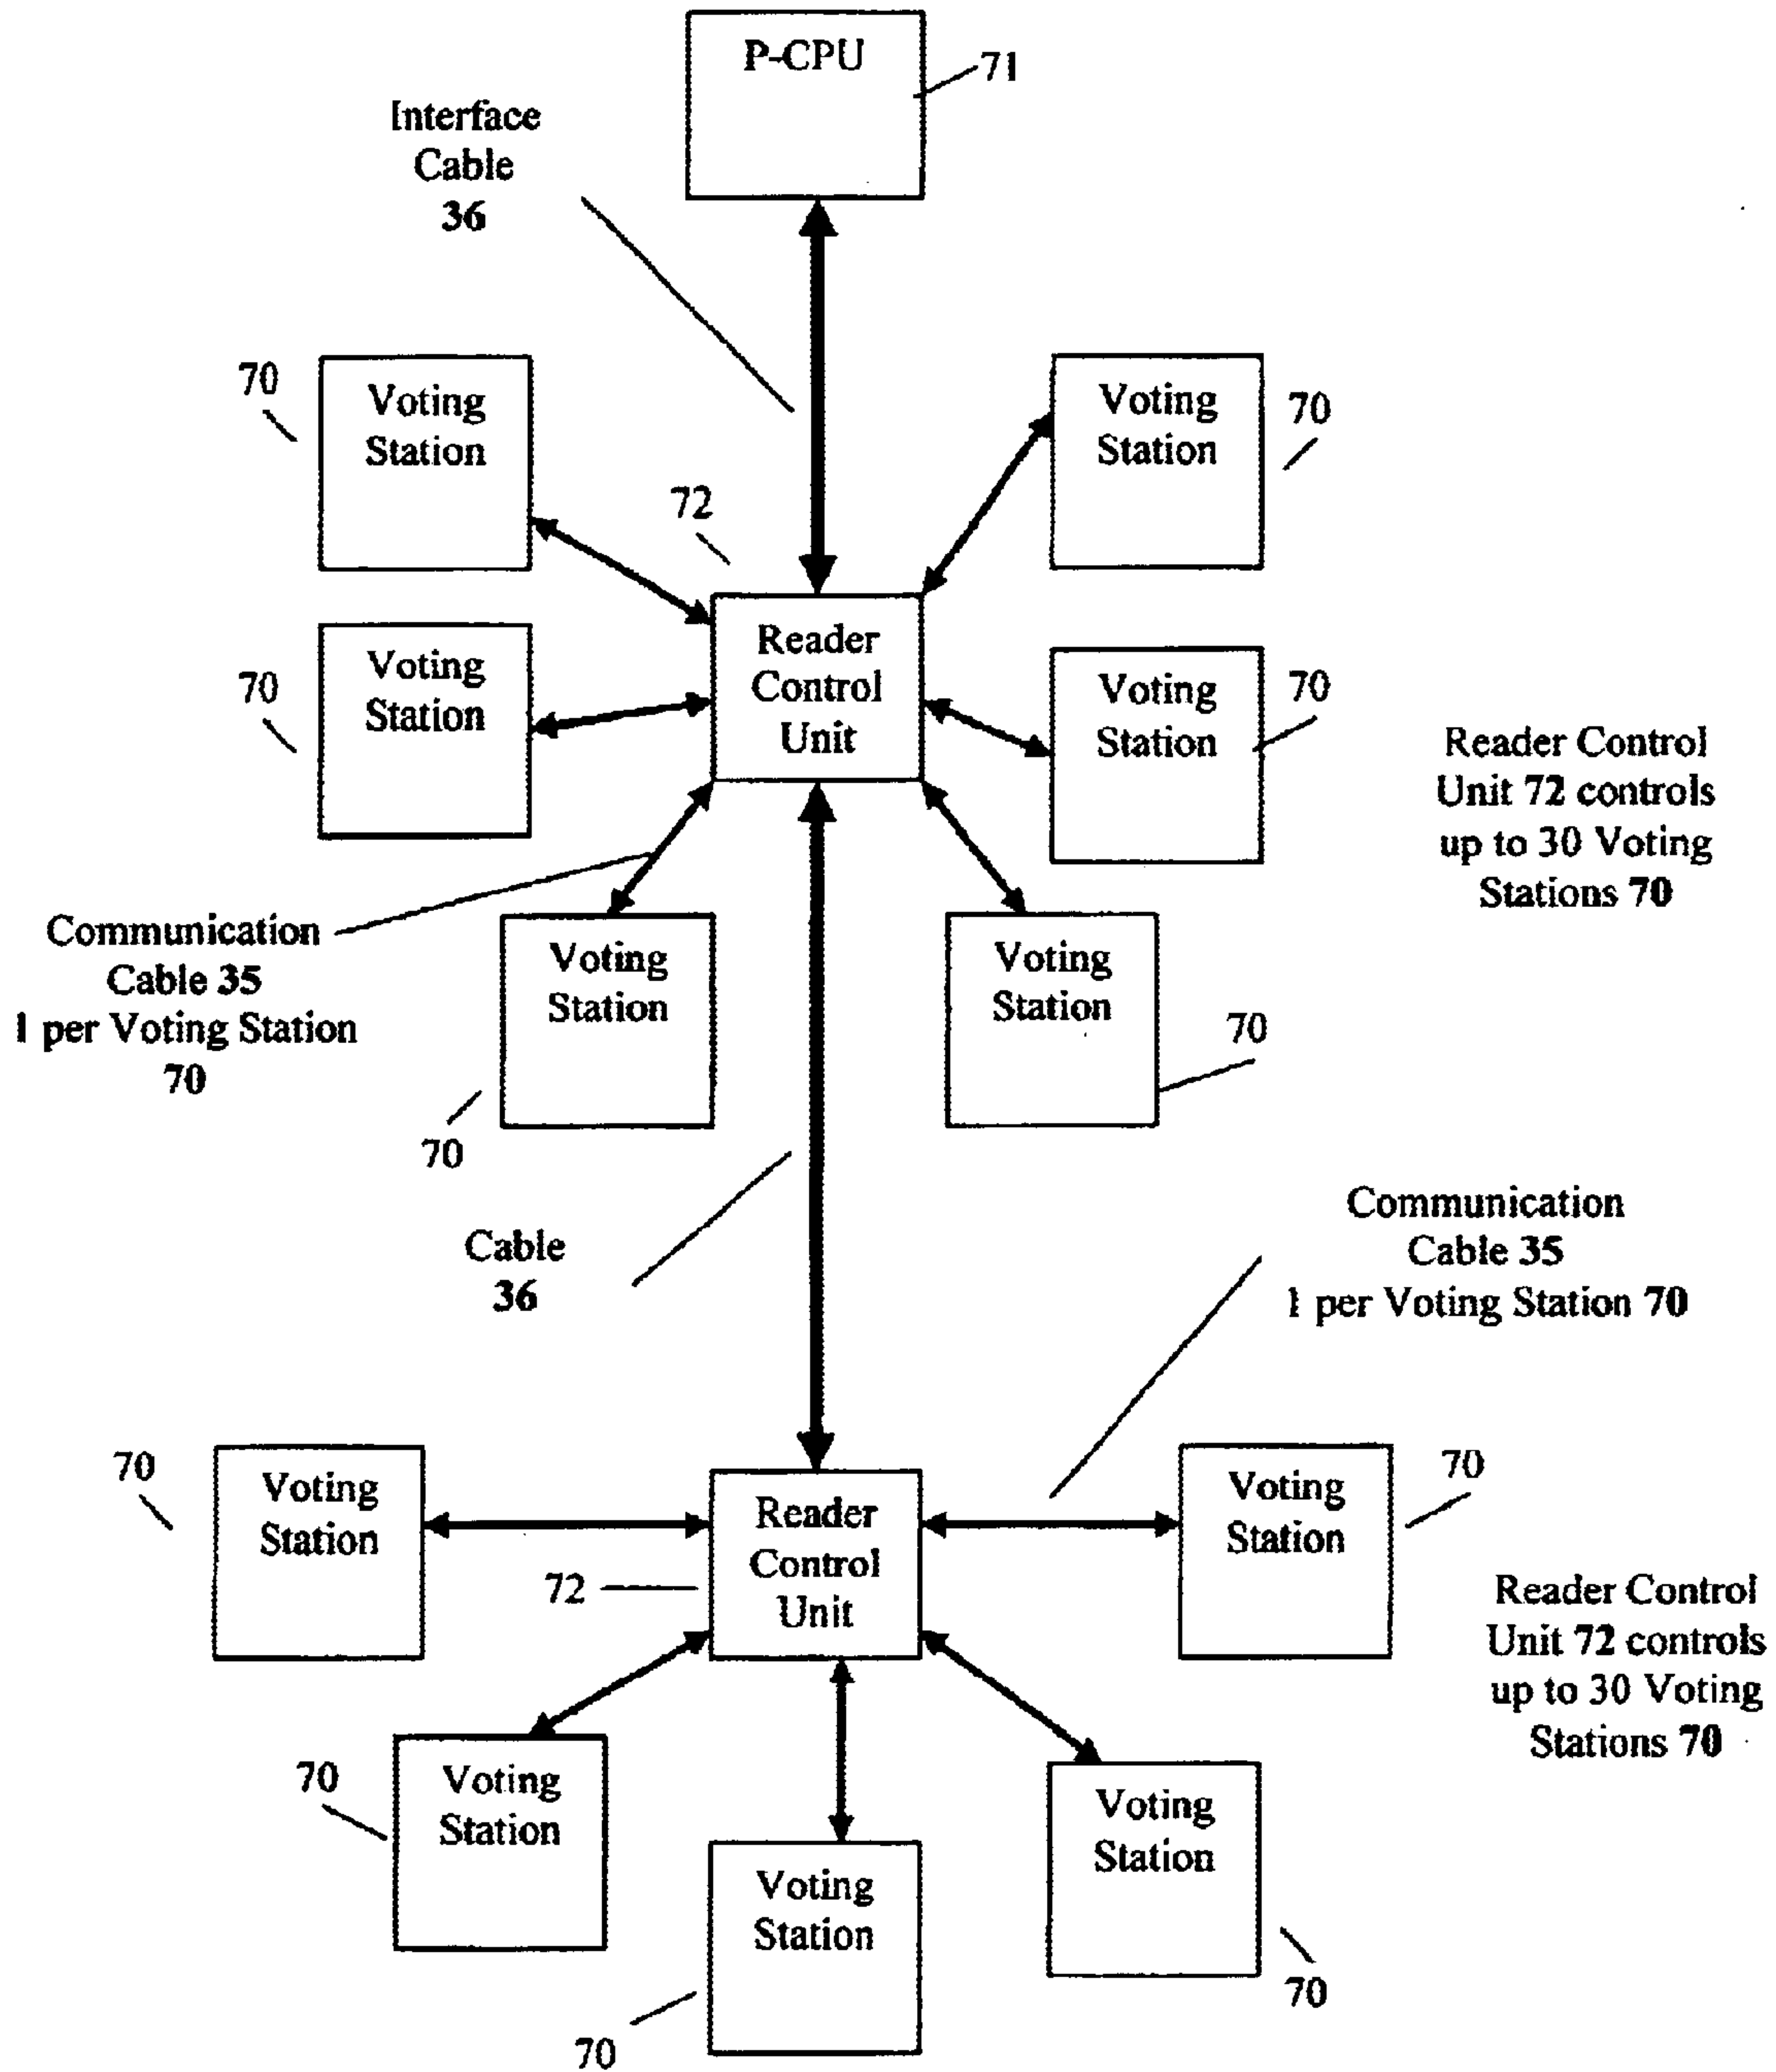 P-CPU
71
Interface
Cable
36
70
Voting
Station
Voting
Station
70
72
Reader
Control
Unit
70
Voting
Station
Voting
Station
70
Reader Control
Unit 72 controls
up to 30 Voting
Stations 70
Communication
Cable 35
1 per Voting Station
70
Voting
Station
70
Voting
Station
70
Cable
36
Communication
Cable 35
1 per Voting Station 70
70
Voting
Station
Reader
Control
Unit
72
Voting
Station
70
Reader Control
Unit 72 controls
up to 30 Voting
Stations 70
70
Voting
Station
Voting
Station
70
Voting
Station
70